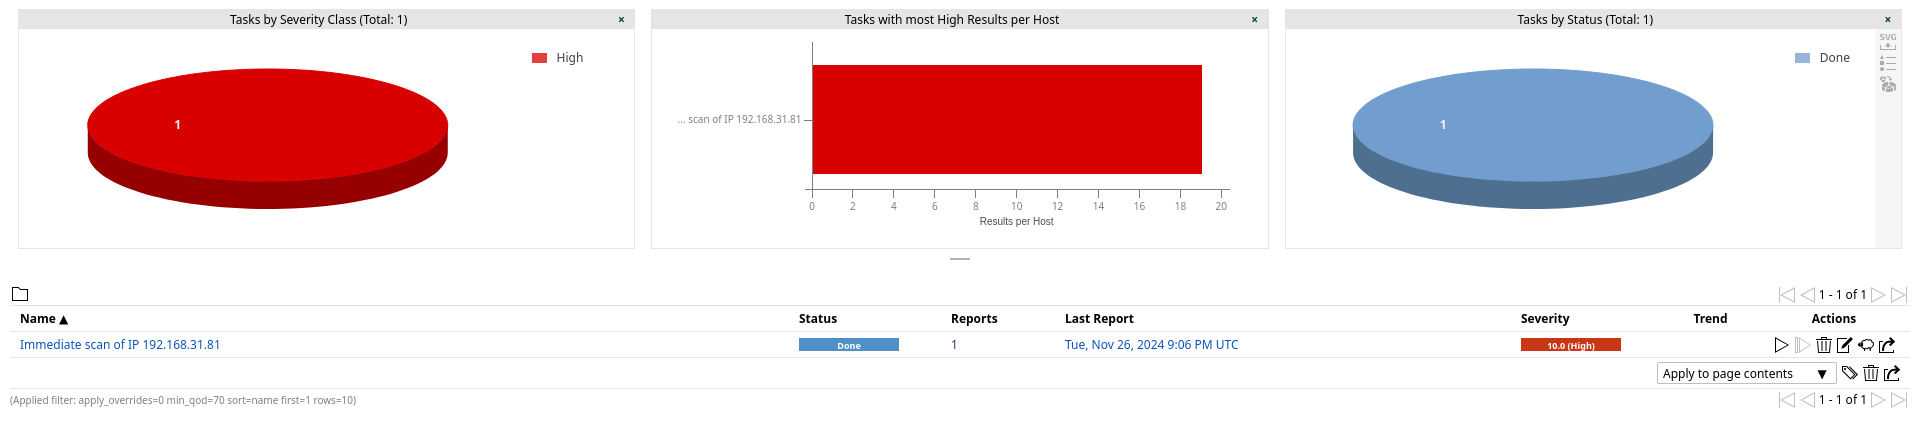 Tasks by Severity Class (Total: 1) ×
High
1
Tasks with most High Results per Host ×
... scan of IP 192.168.31.81
0 2 4 6 8 10 12 14 16 18 20
Results per Host
Tasks by Status (Total: 1) ×
SVG
Done
1
1 - 1 of 1
Name ▲ Status Reports Last Report Severity Trend Actions
Immediate scan of IP 192.168.31.81 Done 1 Tue, Nov 26, 2024 9:06 PM UTC 10.0 (High)
Apply to page contents ▼
(Applied filter: apply_overrides=0 min_qod=70 sort=name first=1 rows=10) 1 - 1 of 1